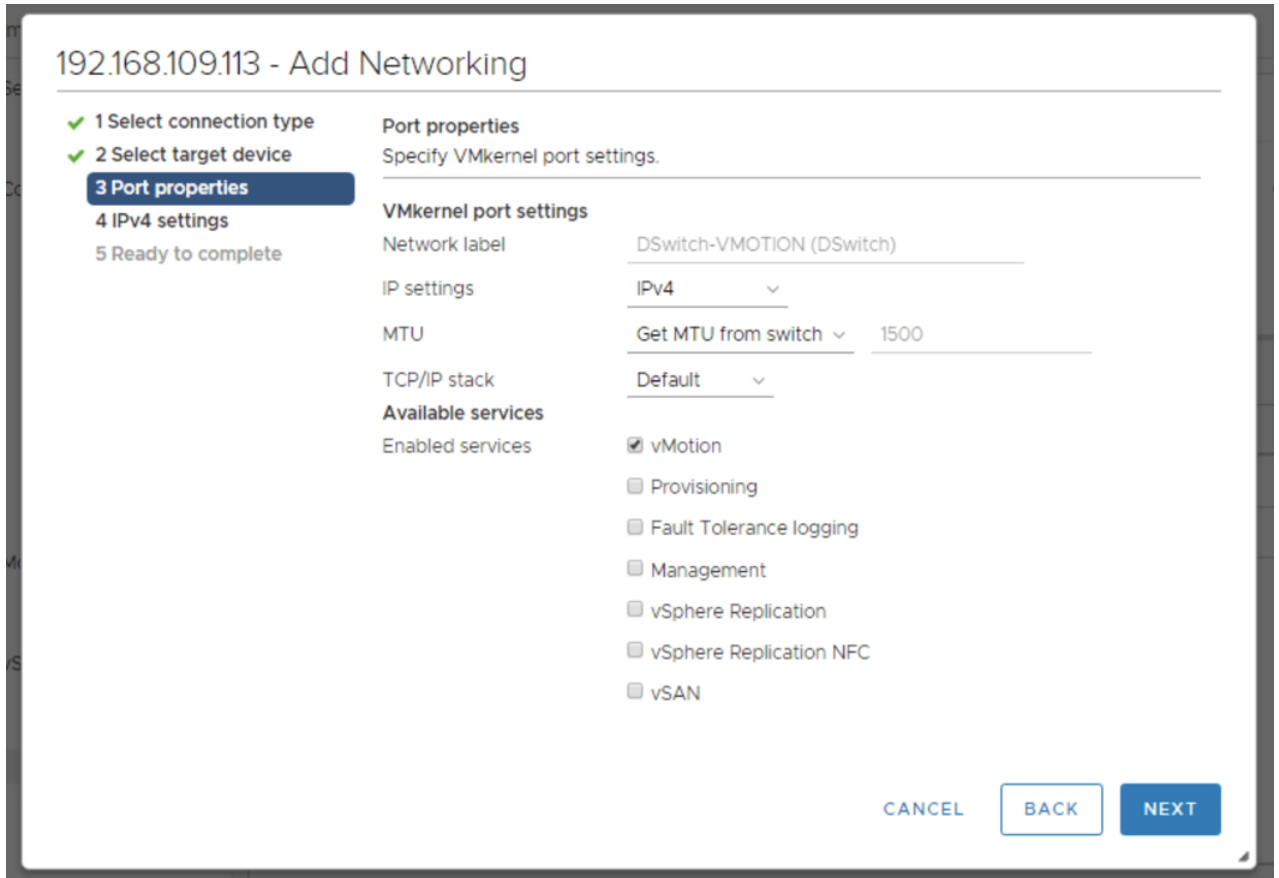 192.168.109.113 - Add Networking
1 Select connection type
2 Select target device
3 Port properties
4 IPv4 settings
5 Ready to complete
Port properties
Specify VMkernel port settings.
VMkernel port settings
Network label DSwitch-VMOTION (DSwitch)
IP settings IPv4
MTU Get MTU from switch 1500
TCP/IP stack Default
Available services
Enabled services vMotion
Provisioning
Fault Tolerance logging
Management
vSphere Replication
vSphere Replication NFC
vSAN
CANCEL BACK NEXT